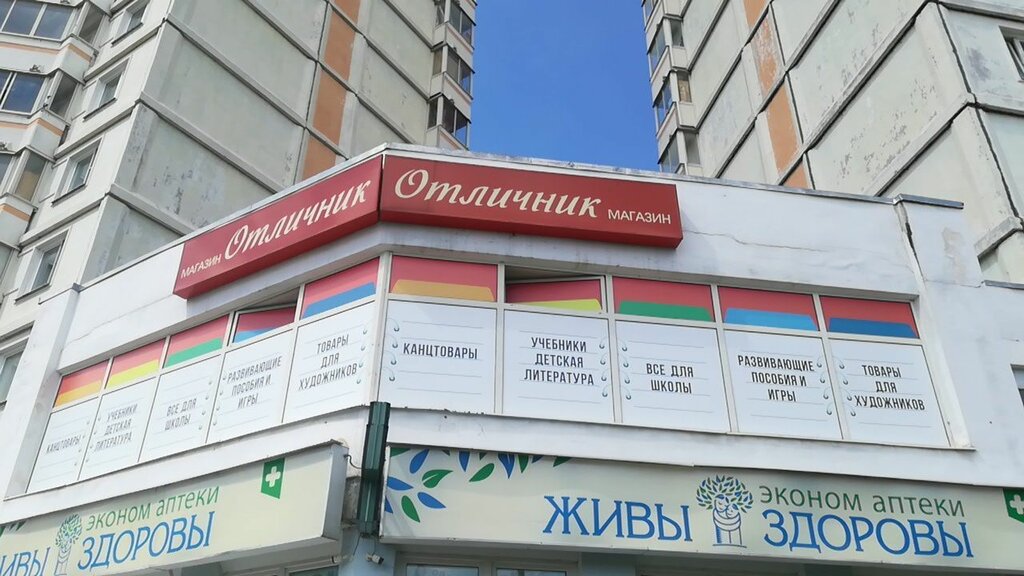 МАГАЗИН Отличник
Отличник МАГАЗИН
КАНЦТОВАРЫ
УЧЕБНИКИ
ДЕТСКАЯ
ЛИТЕРАТУРА
ВСЕ ДЛЯ
ШКОЛЫ
РАЗВИВАЮЩИЕ
ПОСОБИЯ И
ИГРЫ
ТОВАРЫ
ДЛЯ
ХУДОЖНИКОВ
КАНЦТОВАРЫ
УЧЕБНИКИ
ДЕТСКАЯ
ЛИТЕРАТУРА
ВСЕ ДЛЯ
ШКОЛЫ
РАЗВИВАЮЩИЕ
ПОСОБИЯ И
ИГРЫ
ТОВАРЫ
ДЛЯ
ХУДОЖНИКОВ
эконом аптеки
ИВЫ ЗДОРОВЫ
эконом аптеки
ЖИВЫ ЗДОРОВЫ